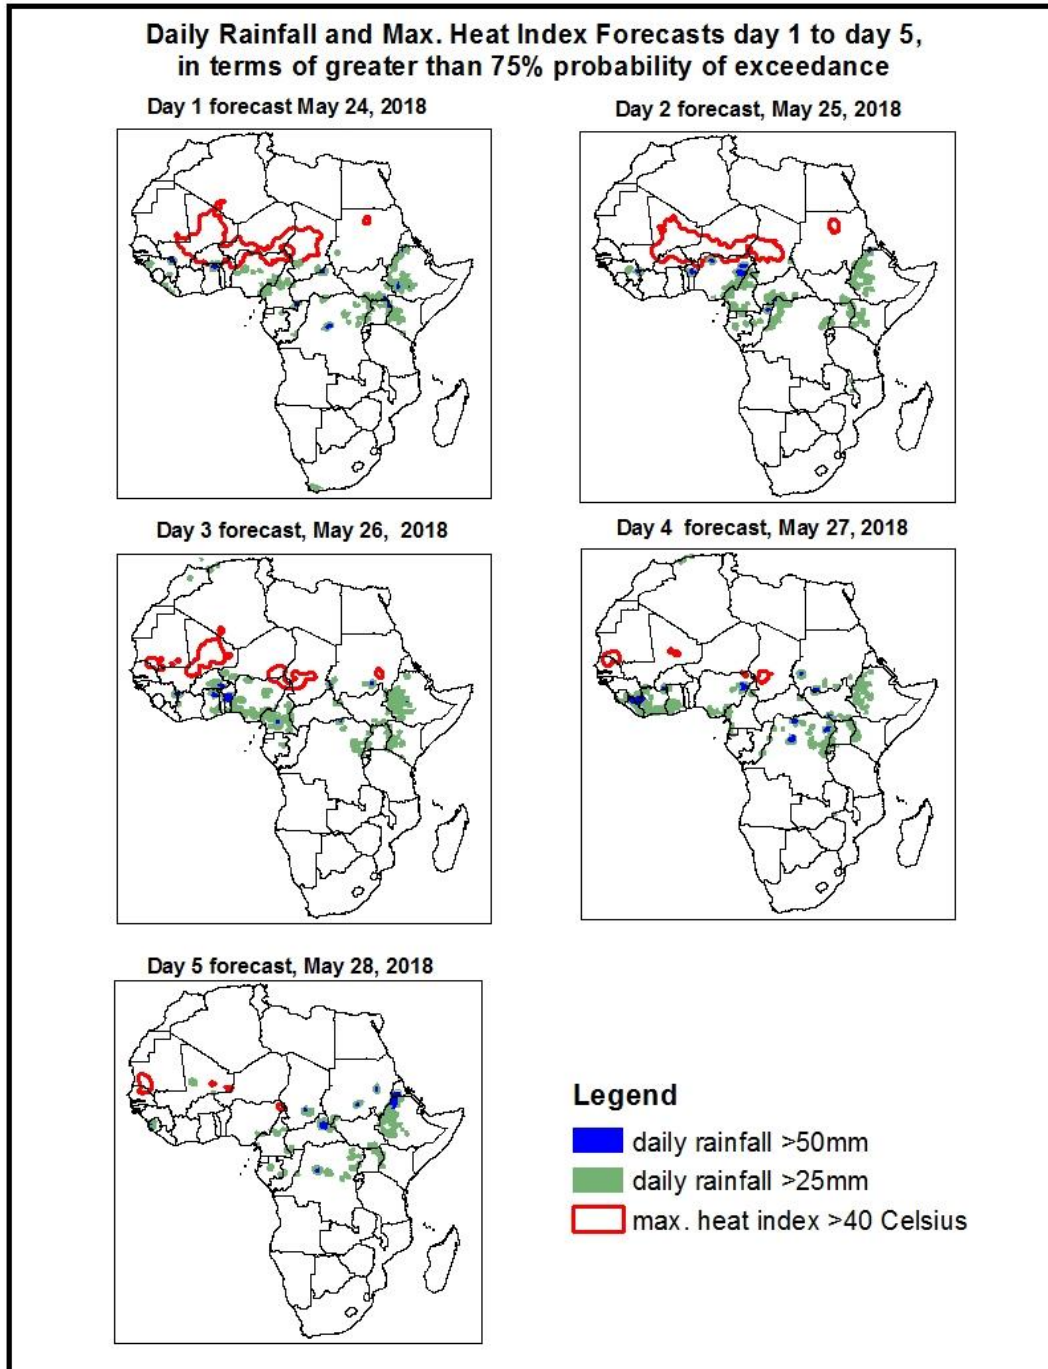 Daily Rainfall and Max. Heat Index Forecasts day 1 to day 5,
in terms of greater than 75% probability of exceedance
Day 1 forecast May 24, 2018
Day 2 forecast, May 25, 2018
Day 3 forecast, May 26, 2018
Day 4 forecast, May 27, 2018
Day 5 forecast, May 28, 2018
Legend
daily rainfall >50mm
daily rainfall >25mm
max. heat index >40 Celsius